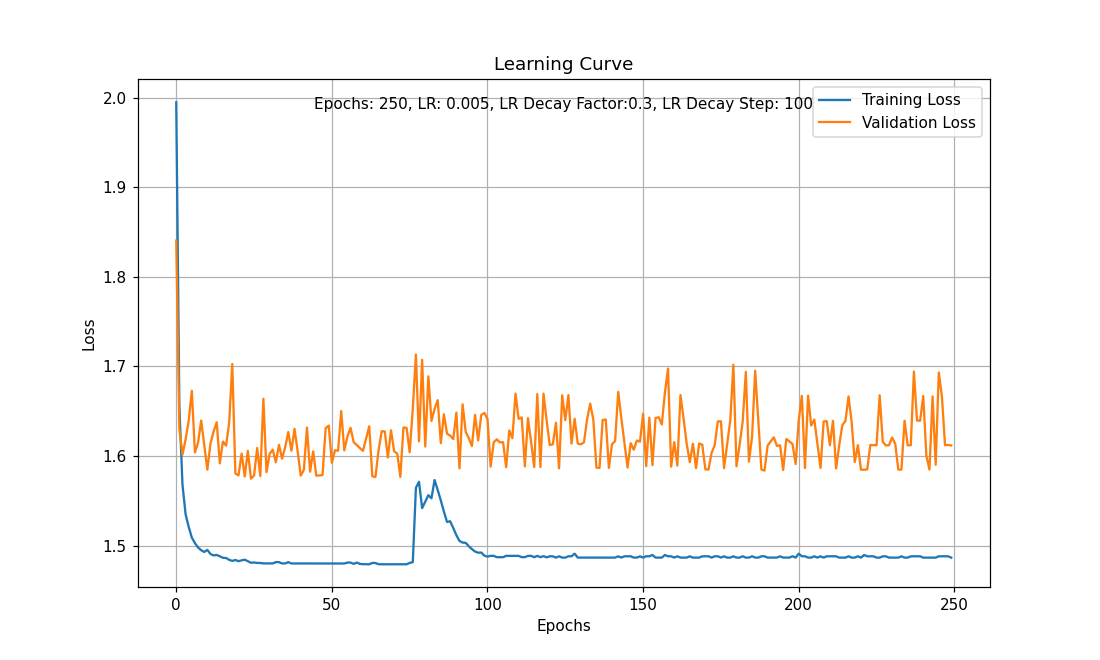 Learning Curve
Epochs: 250, LR: 0.005, LR Decay Factor:0.3, LR Decay Step: 100
Training Loss
Validation Loss
2.0
1.9
1.8
1.7
1.6
1.5
Loss
0 50 100 150 200 250
Epochs